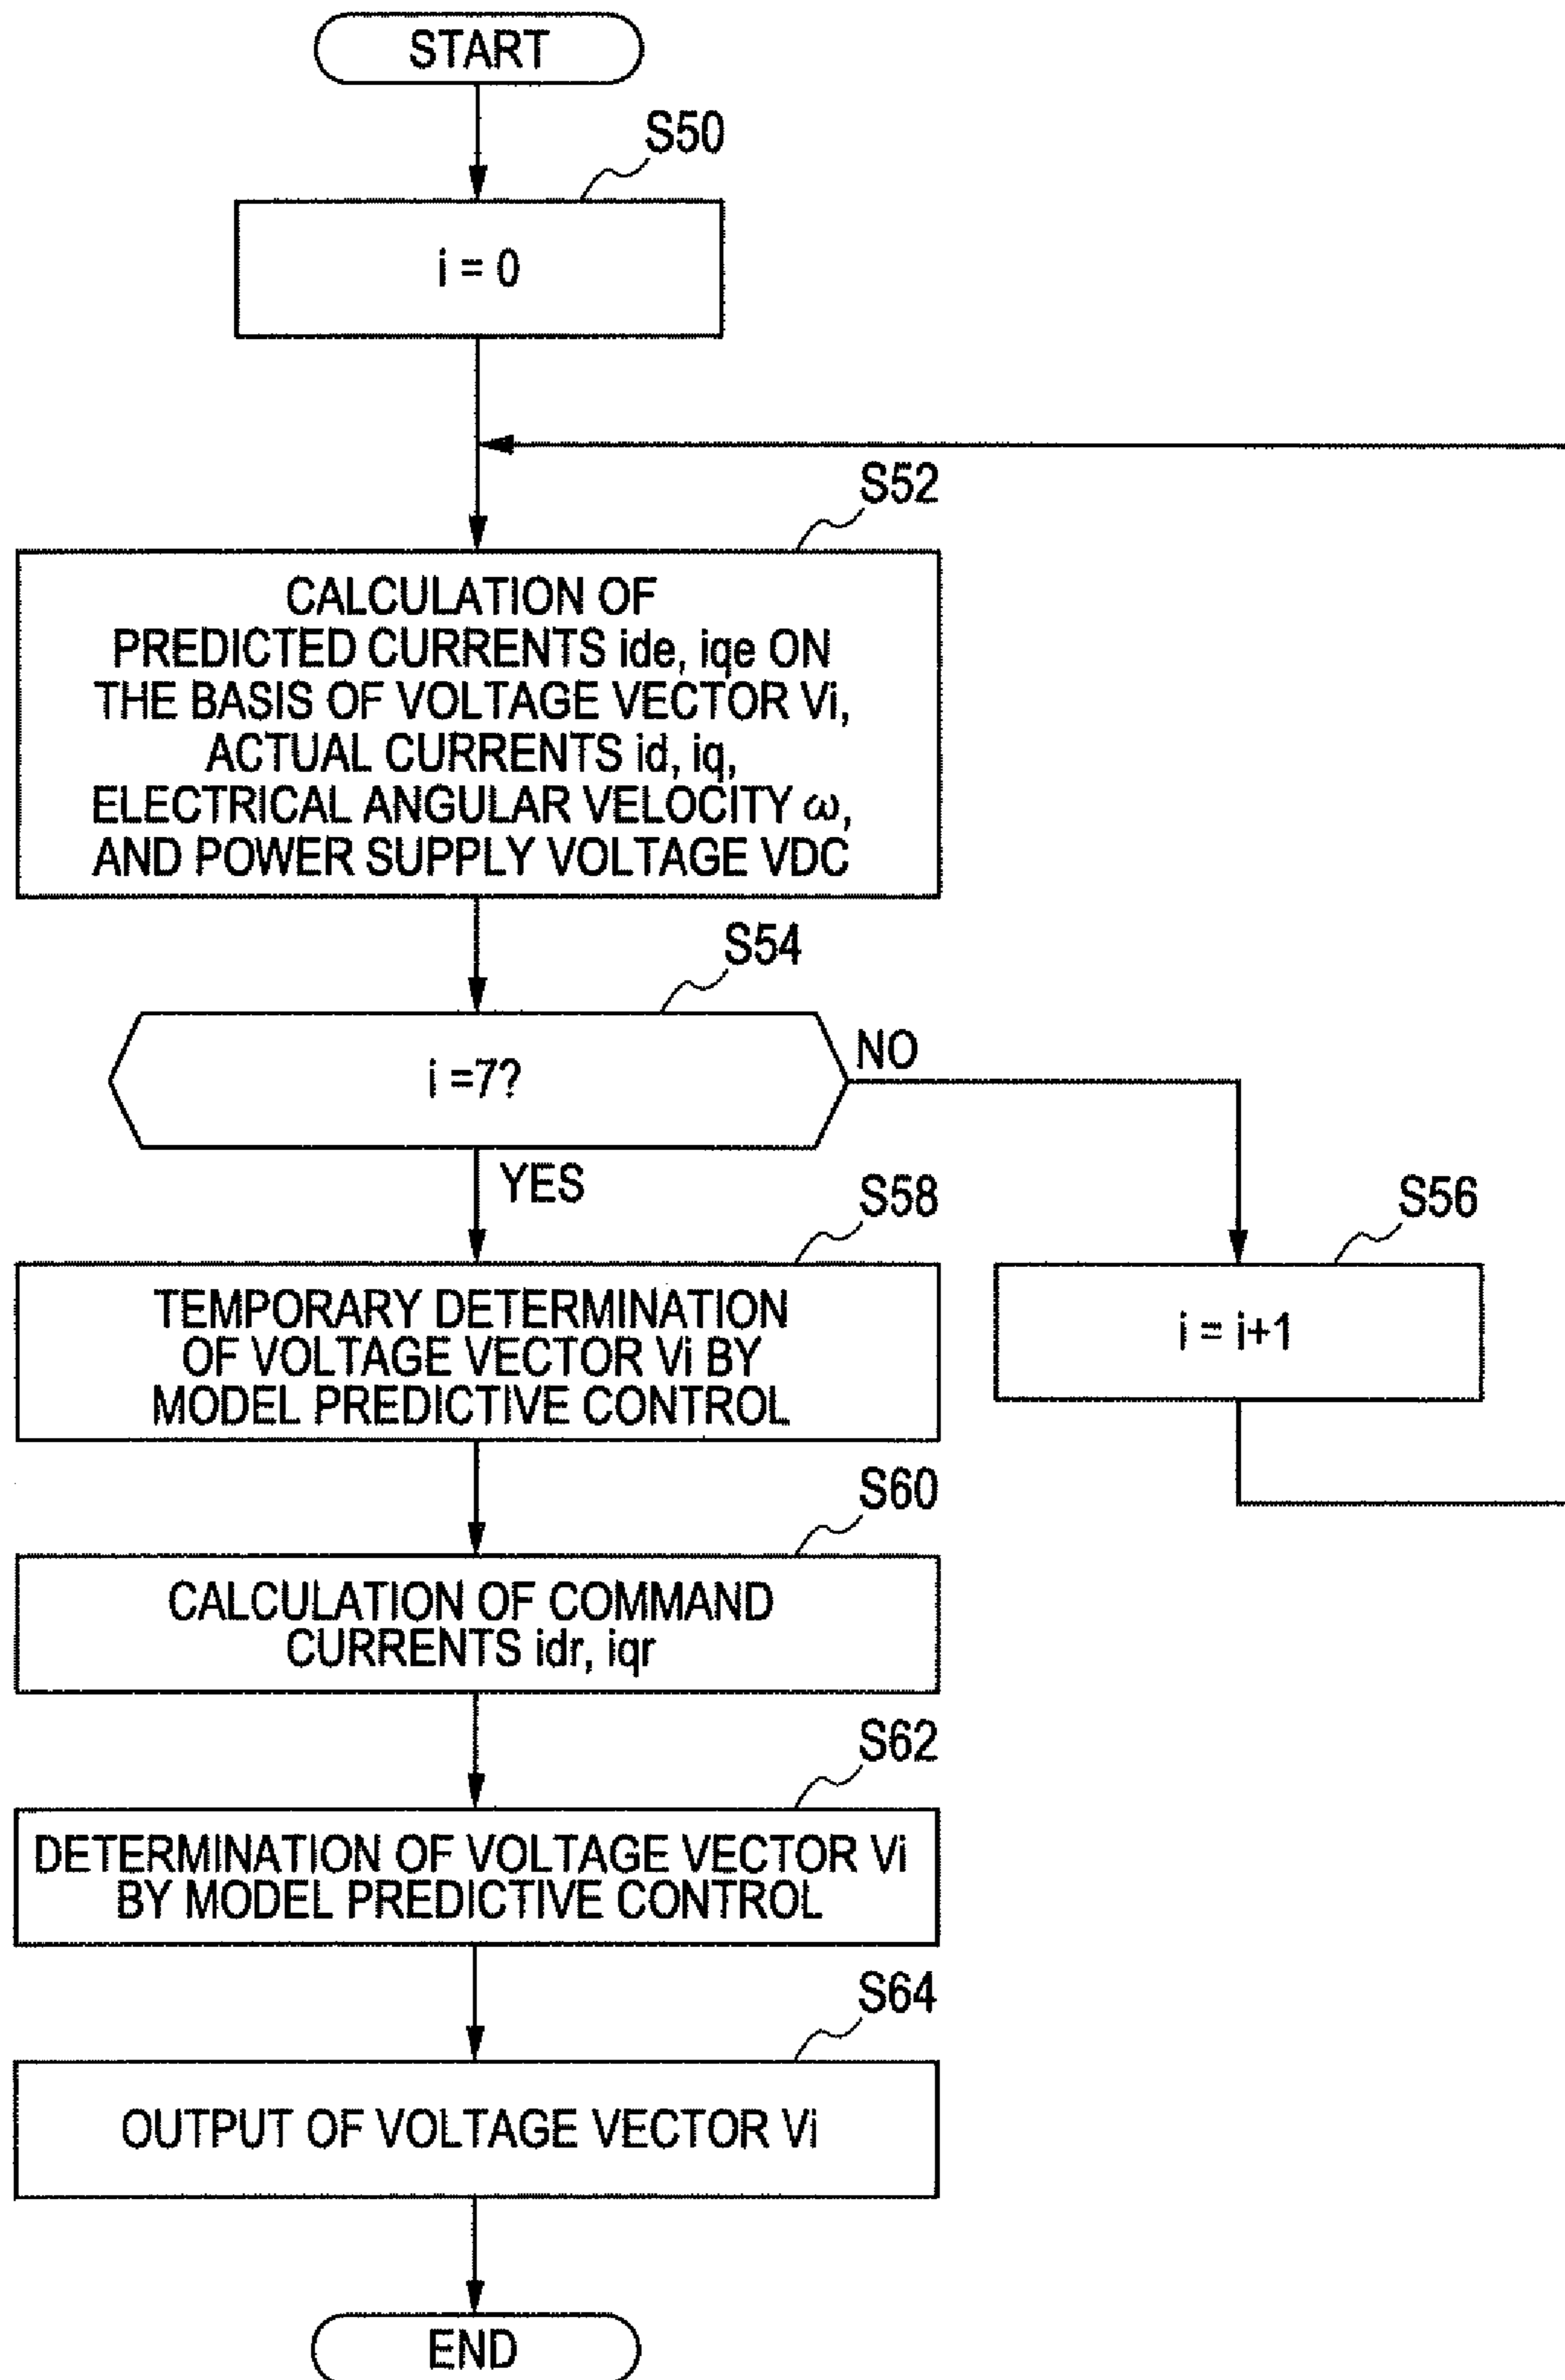 START
S50
i = 0
S52
CALCULATION OF
PREDICTED CURRENTS ide, iqe ON
THE BASIS OF VOLTAGE VECTOR Vi,
ACTUAL CURRENTS id, iq,
ELECTRICAL ANGULAR VELOCITY ω,
AND POWER SUPPLY VOLTAGE VDC
S54
i =7?
NO
YES
S58
S56
TEMPORARY DETERMINATION
OF VOLTAGE VECTOR Vi BY
MODEL PREDICTIVE CONTROL
i = i+1
S60
CALCULATION OF COMMAND
CURRENTS idr, iqr
S62
DETERMINATION OF VOLTAGE VECTOR Vi
BY MODEL PREDICTIVE CONTROL
S64
OUTPUT OF VOLTAGE VECTOR Vi
END